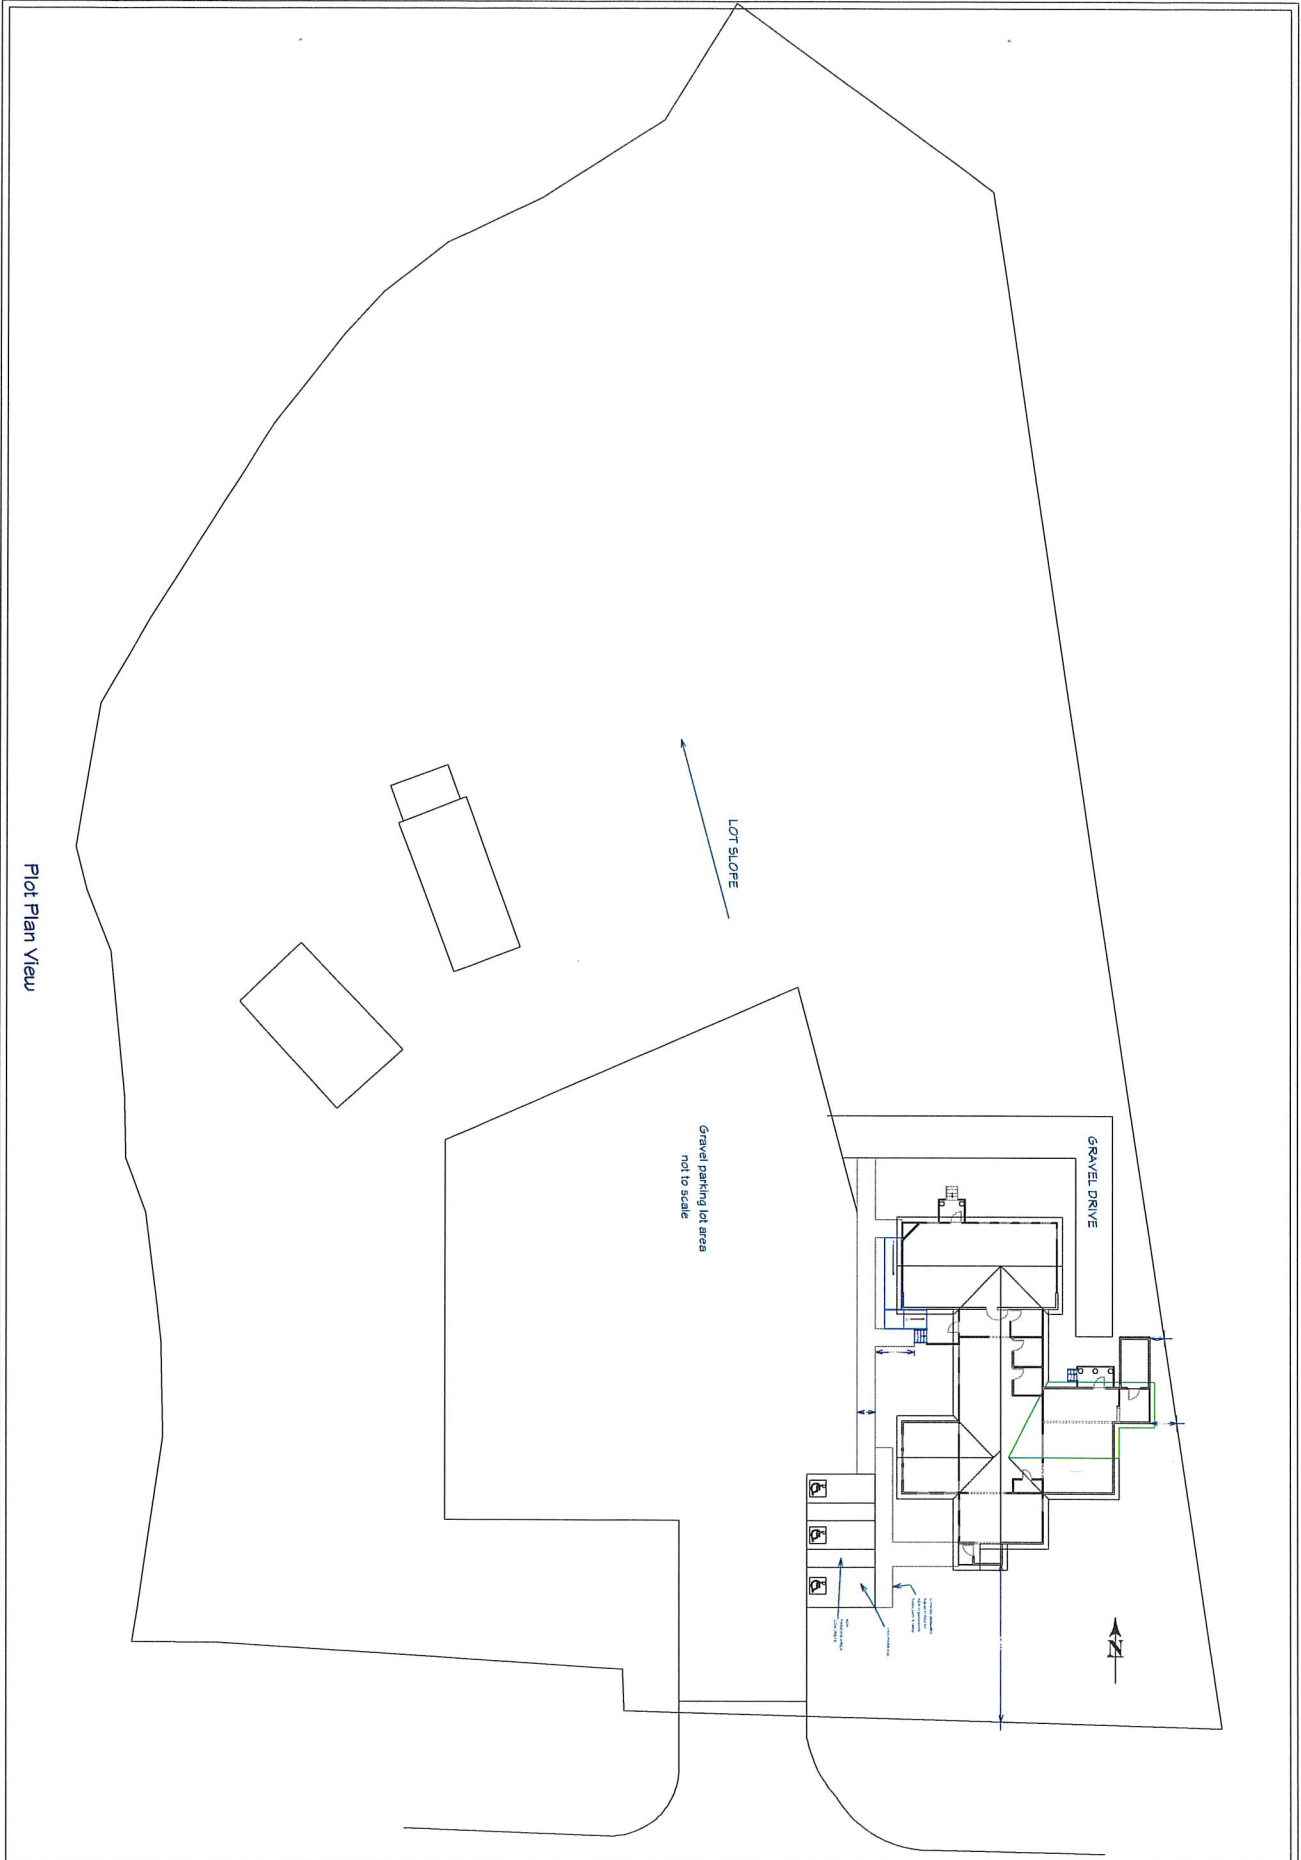 GRAVEL DRIVE
LOT SLOPE
Gravel parking lot area
not to scale
N
Plot Plan View